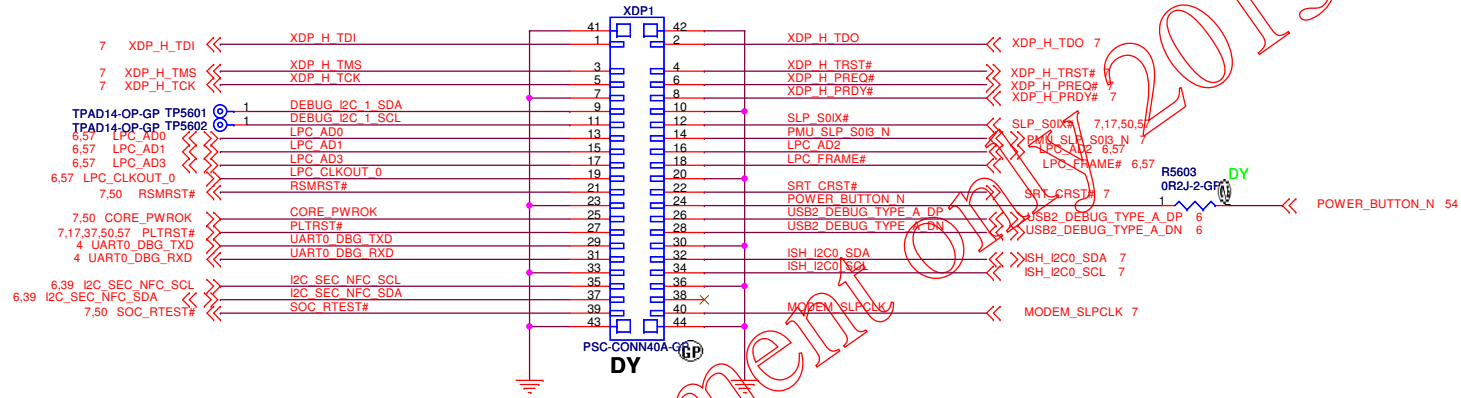 XDP1
41 42
7 XDP_H_TDI XDP_H_TDI 1 2 XDP_H_TDO XDP_H_TDO 7
7 XDP_H_TMS XDP_H_TMS 3 4 XDP_H_TRST# XDP_H_TRST# 7
7 XDP_H_TCK XDP_H_TCK 5 6 XDP_H_PREQ# XDP_H_PREQ# 7
7 8 XDP_H_PRDY# XDP_H_PRDY# 7
TPAD14-OP-GP TP5601 1 DEBUG_I2C_1_SDA 9 10
TPAD14-OP-GP TP5602 1 DEBUG_I2C_1_SCL 11 12 SLP_S0IX# SLP_S0IX# 7,17,50,57
6,57 LPC_AD0 LPC_AD0 13 14 PMU_SLP_S0I3_N PMU_SLP_S0I3_N 7
6,57 LPC_AD1 LPC_AD1 15 16 LPC_AD2 LPC_AD2 6,57
6,57 LPC_AD3 LPC_AD3 17 18 LPC_FRAME# LPC_FRAME# 6,57
6,57 LPC_CLKOUT_0 LPC_CLKOUT_0 19 20
7,50 RSMRST# RSMRST# 21 22 SRT_CRST# SRT_CRST# 7
R5603 DY
0R2J-2-GP
23 24 POWER_BUTTON_N 1 POWER_BUTTON_N 54
7,50 CORE_PWROK CORE_PWROK 25 26 USB2_DEBUG_TYPE_A_DP USB2_DEBUG_TYPE_A_DP 6
7,17,37,50,57 PLTRST# PLTRST# 27 28 USB2_DEBUG_TYPE_A_DN USB2_DEBUG_TYPE_A_DN 6
4 UART0_DBG_TXD UART0_DBG_TXD 29 30
4 UART0_DBG_RXD UART0_DBG_RXD 31 32 ISH_I2C0_SDA ISH_I2C0_SDA 7
33 34 ISH_I2C0_SCL ISH_I2C0_SCL 7
6,39 I2C_SEC_NFC_SCL I2C_SEC_NFC_SCL 35 36
6,39 I2C_SEC_NFC_SDA I2C_SEC_NFC_SDA 37 38
7,50 SOC_RTEST# SOC_RTEST# 39 40 MODEM_SLPCLK MODEM_SLPCLK 7
43 44
PSC-CONN40A-GP GP
DY
ment only 201